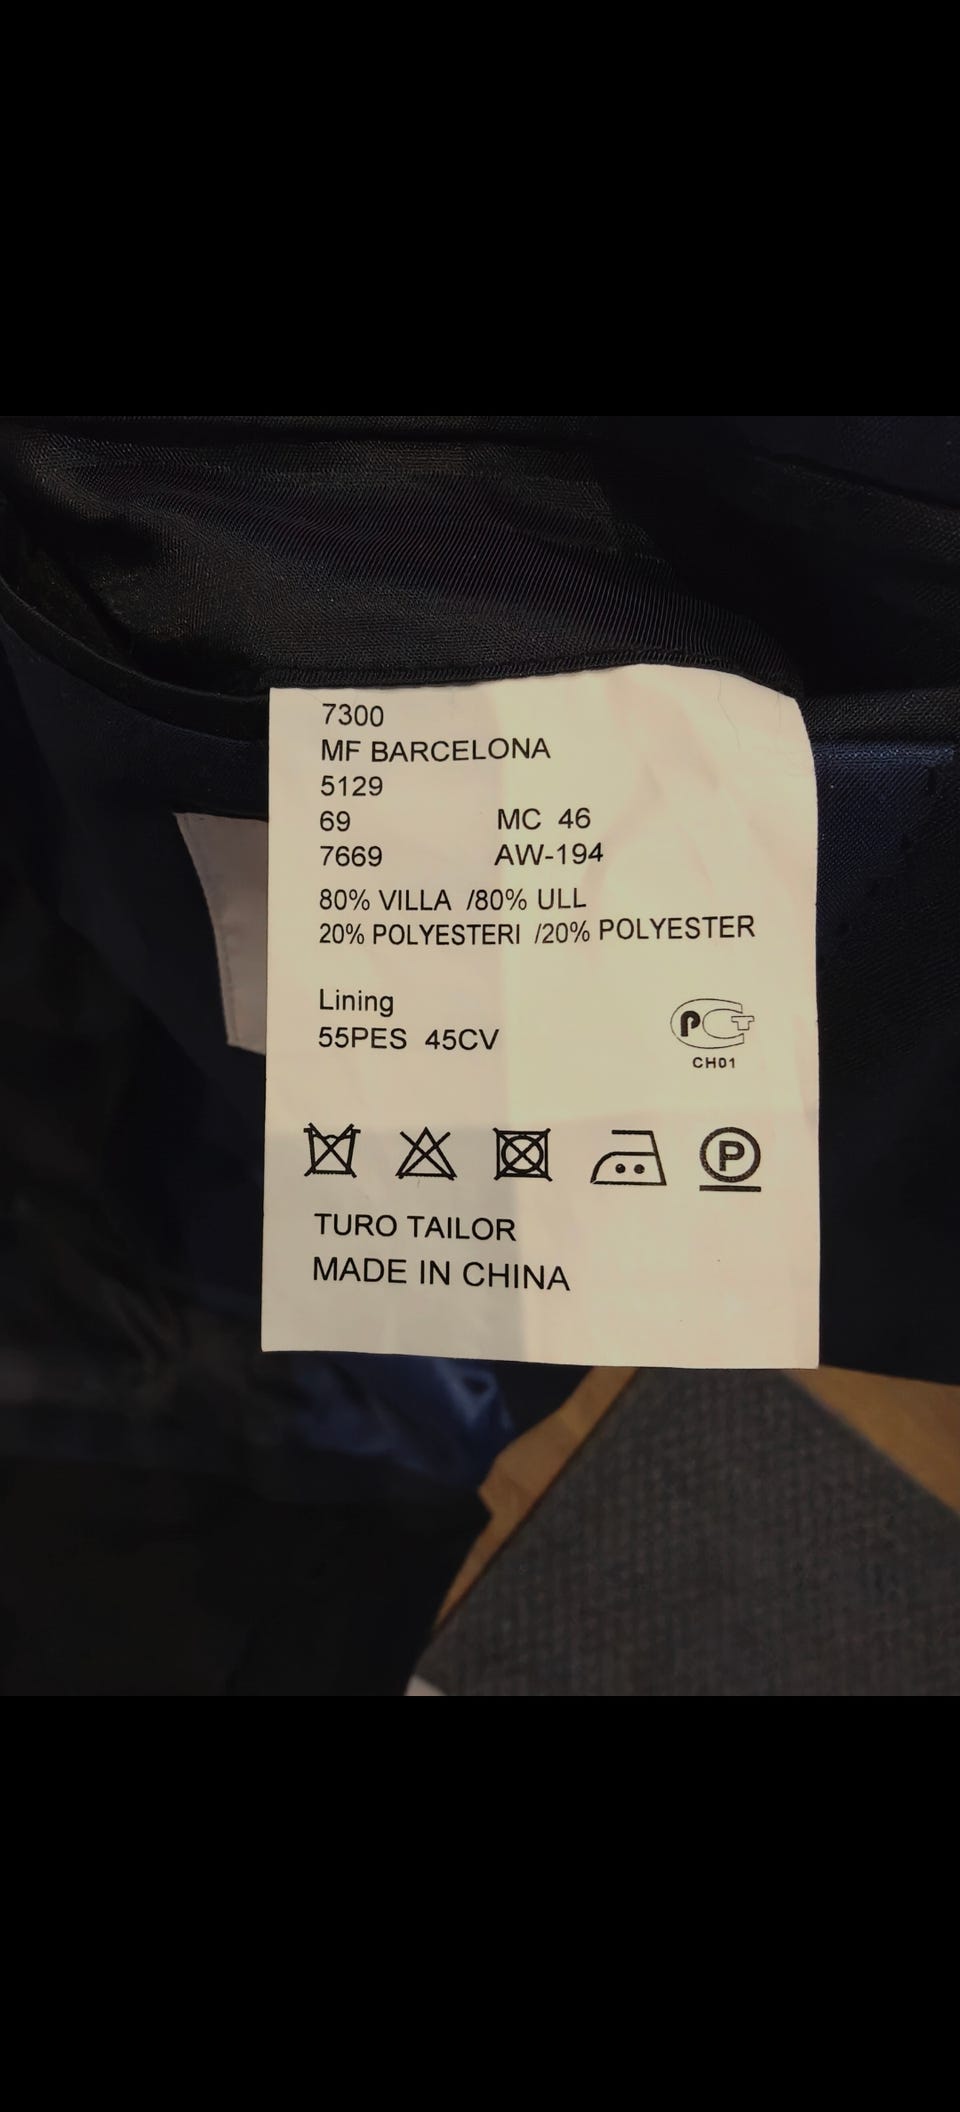 7300
MF BARCELONA
5129
69 MC 46
7669 AW-194
80% VILLA /80% ULL
20% POLYESTERI /20% POLYESTER
Lining
55PES 45CV
PCT
CH01
P
TURO TAILOR
MADE IN CHINA